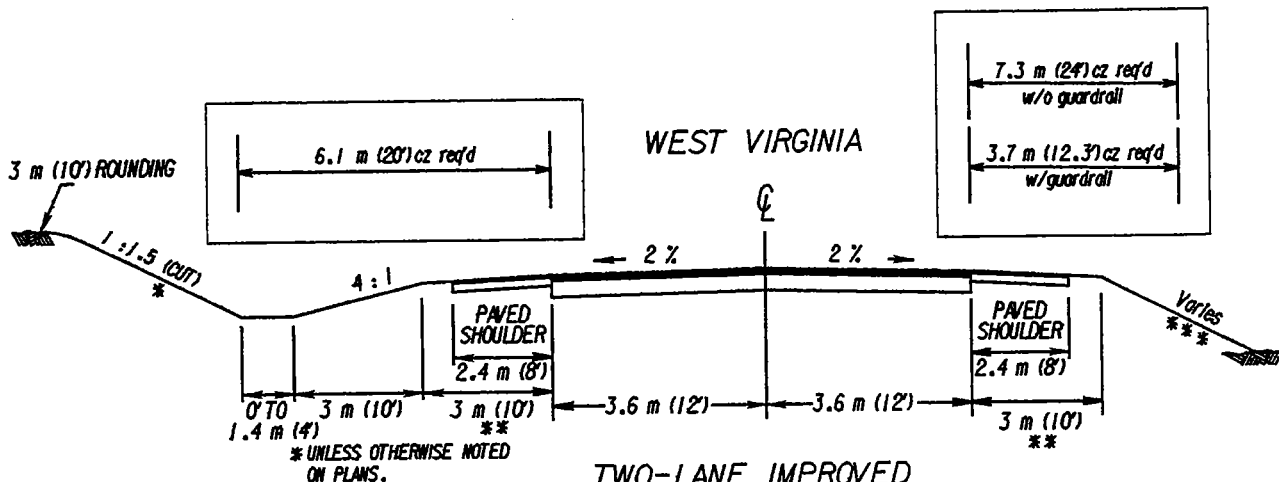 7.3 m (24') cz req'd
w/o guardrail
3.7 m (12.3') cz req'd
w/guardrail
6.1 m (20') cz req'd
WEST VIRGINIA
3 m (10') ROUNDING
℄
1 :1.5 (CUT)
*
4 : 1
2 %
2 %
Varies
***
PAVED
SHOULDER
2.4 m (8')
PAVED
SHOULDER
2.4 m (8')
0' TO
1.4 m (4')
3 m (10')
3 m (10')
**
3.6 m (12')
3.6 m (12')
3 m (10')
**
* UNLESS OTHERWISE NOTED
ON PLANS.
TWO-LANE IMPROVED